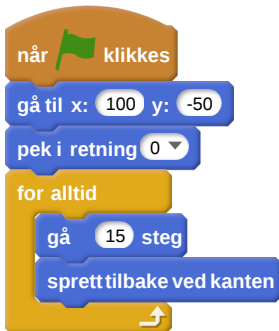 når klikkes
gå til x: 100 y: -50
pek i retning 0
for alltid
gå 15 steg
sprett tilbake ved kanten